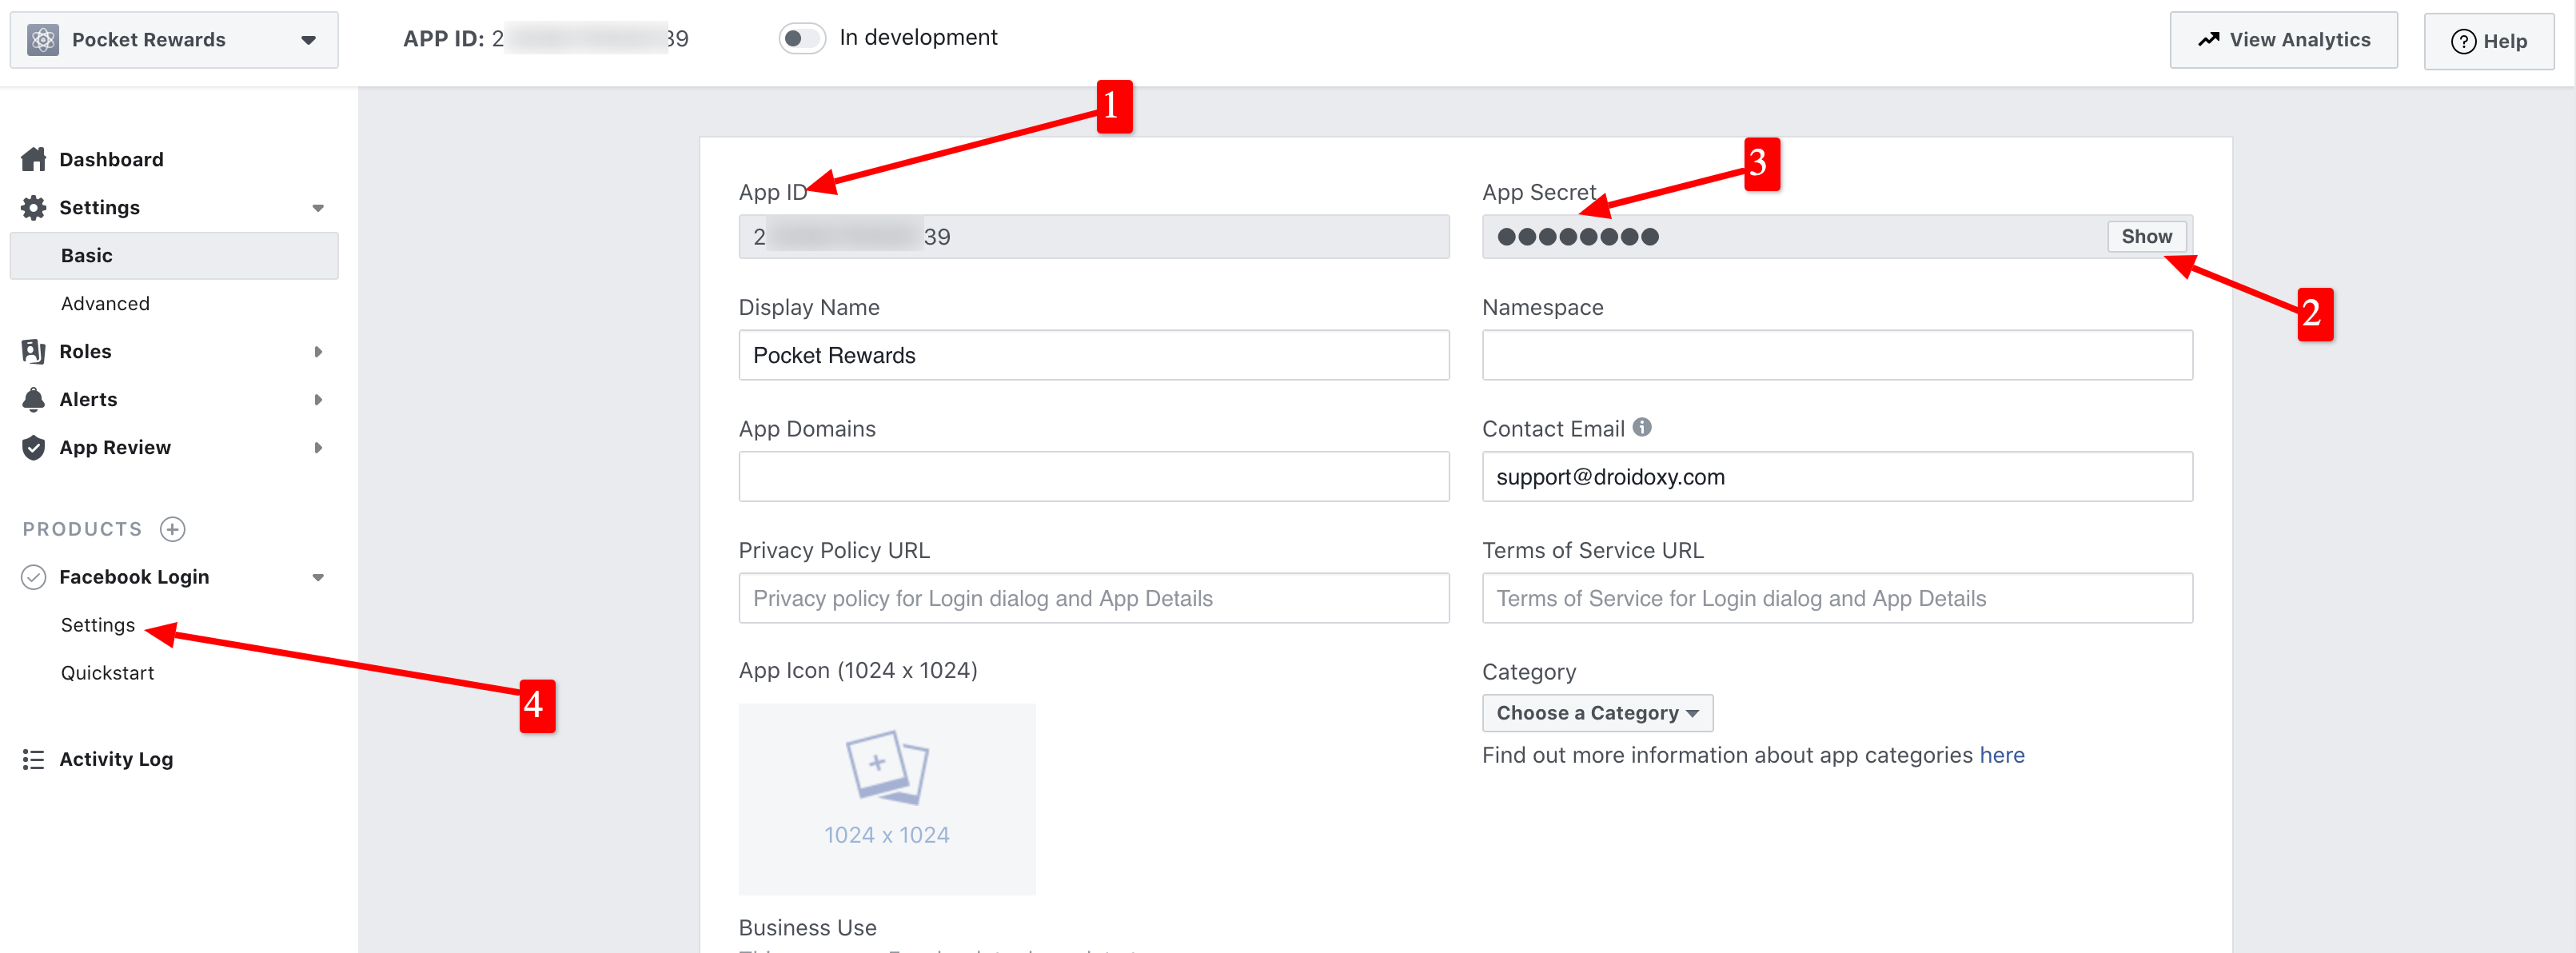 Pocket Rewards
APP ID: 2 39
In development
View Analytics
Help
1
Dashboard
Settings
Basic
Advanced
Roles
Alerts
App Review
PRODUCTS
Facebook Login
Settings
Quickstart
4
Activity Log
App ID
2 39
3
App Secret
Show
2
Display Name
Pocket Rewards
Namespace
App Domains
Contact Email
support@droidoxy.com
Privacy Policy URL
Privacy policy for Login dialog and App Details
Terms of Service URL
Terms of Service for Login dialog and App Details
App Icon (1024 x 1024)
1024 x 1024
Category
Choose a Category
Find out more information about app categories here
Business Use